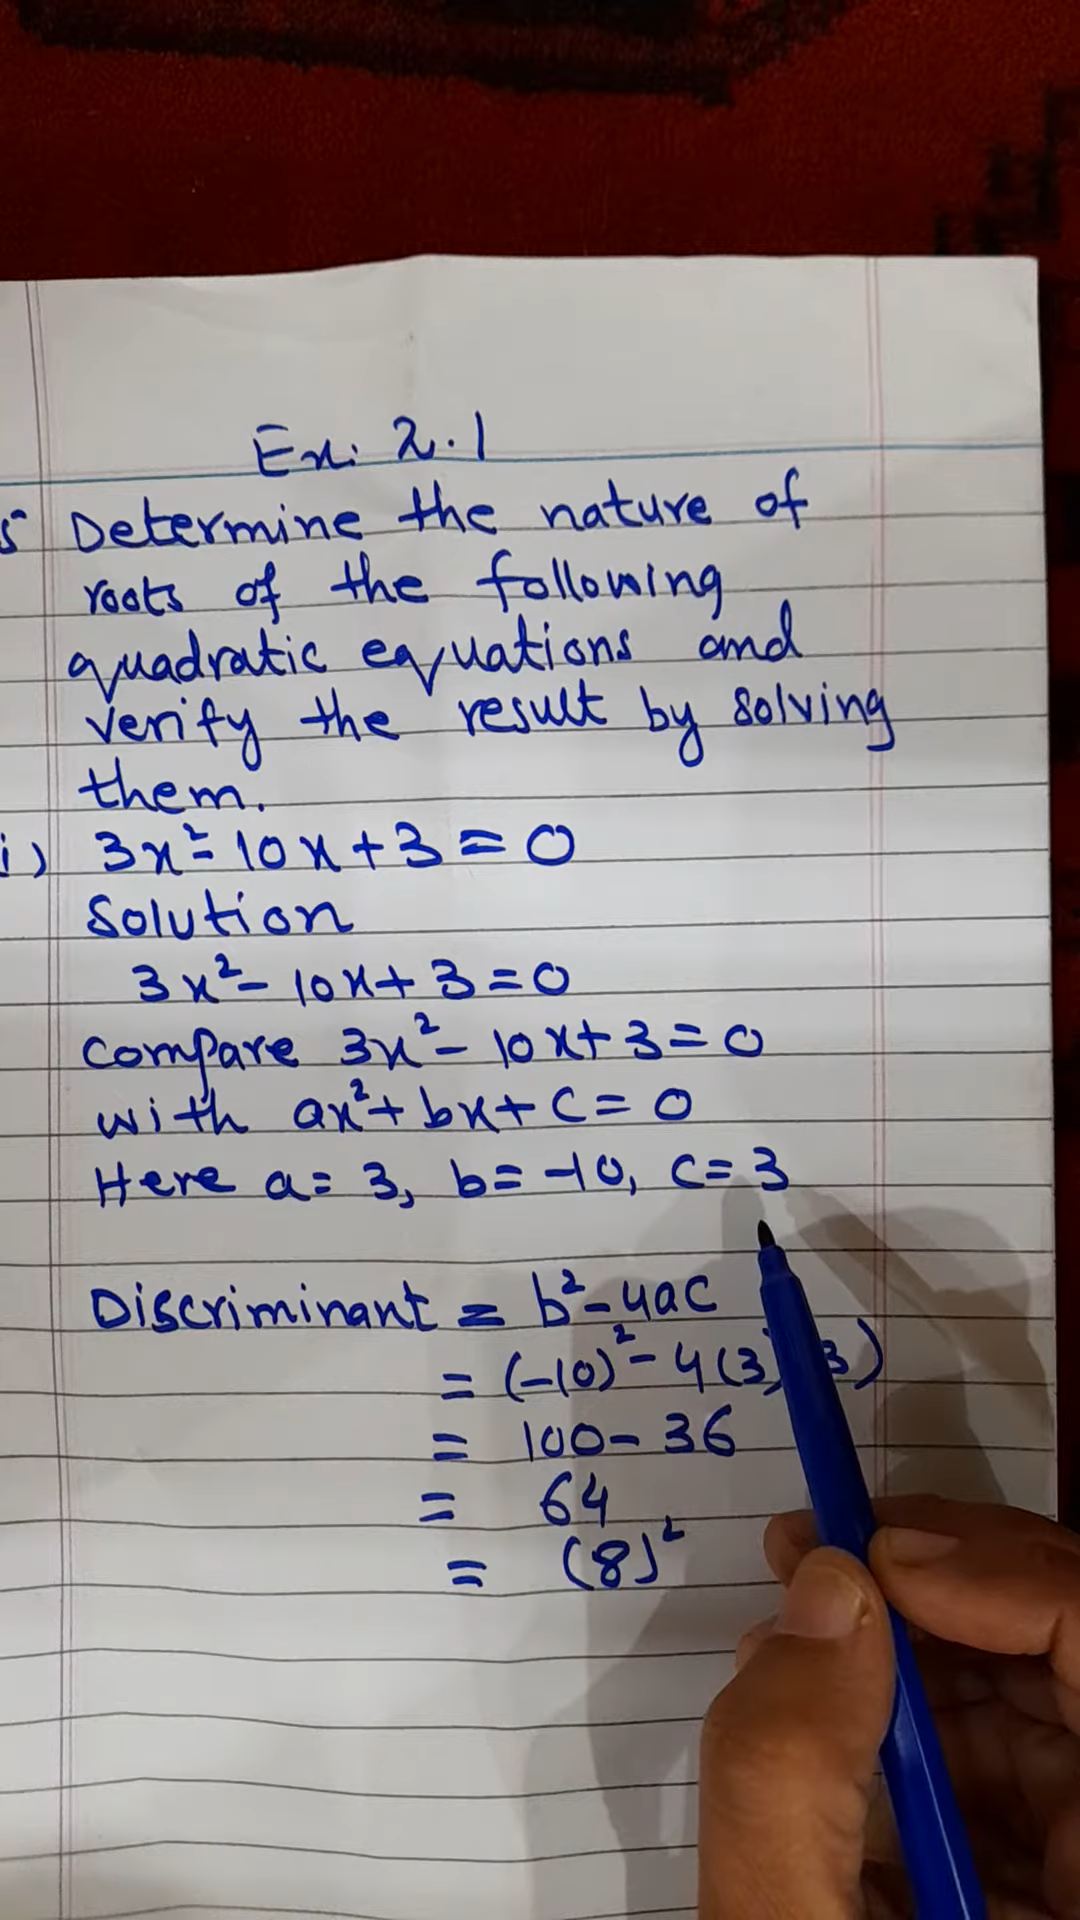 Ex: 2.1
Determine the nature of
roots of the following
quadratic equations and
verify the result by solving
them.
i) 3x²-10x+3=0
Solution
3x²-10x+3=0
Compare 3x²-10x+3=0
with ax²+bx+c=0
Here a=3, b=-10, c=3
Discriminant = b²-4ac
= (-10)²-4(3)(3)
= 100-36
= 64
= (8)²